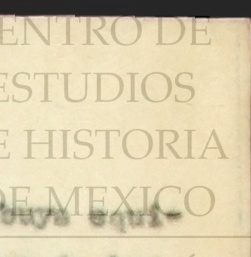 ENTRO DE
ESTUDIOS
E HISTORIA
DE MEXICO